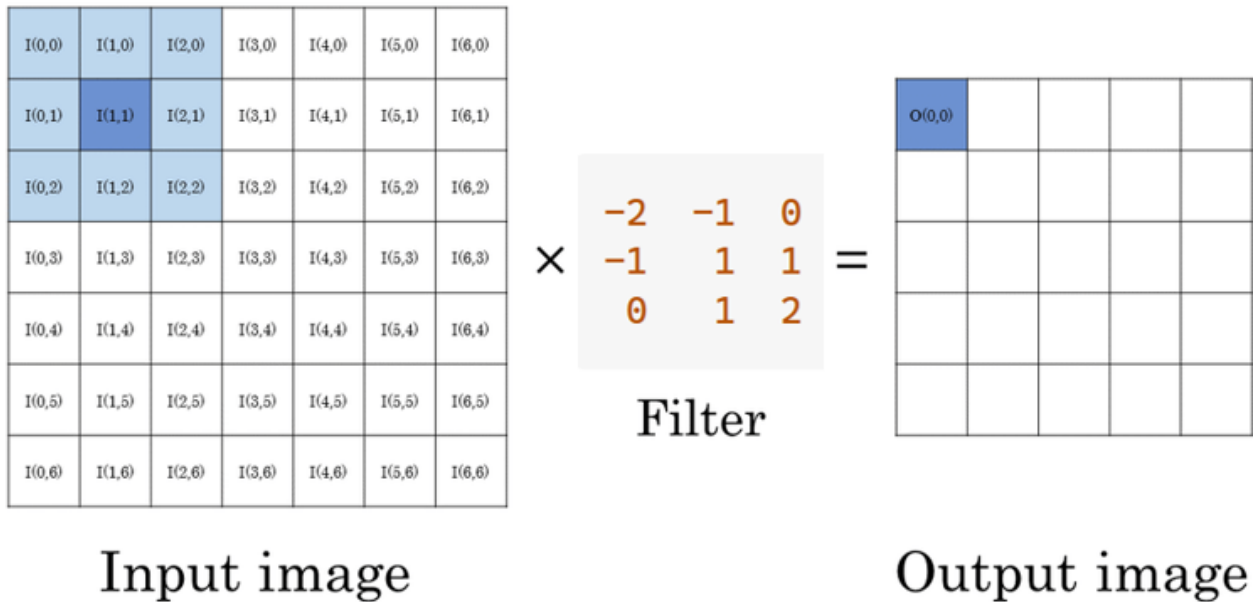 I(0,0) I(1,0) I(2,0) I(3,0) I(4,0) I(5,0) I(6,0)
I(0,1) I(1,1) I(2,1) I(3,1) I(4,1) I(5,1) I(6,1)
I(0,2) I(1,2) I(2,2) I(3,2) I(4,2) I(5,2) I(6,2)
I(0,3) I(1,3) I(2,3) I(3,3) I(4,3) I(5,3) I(6,3)
I(0,4) I(1,4) I(2,4) I(3,4) I(4,4) I(5,4) I(6,4)
I(0,5) I(1,5) I(2,5) I(3,5) I(4,5) I(5,5) I(6,5)
I(0,6) I(1,6) I(2,6) I(3,6) I(4,6) I(5,6) I(6,6)
Input image
×
−2 −1 0
−1 1 1
0 1 2
Filter
=
O(0,0)
Output image